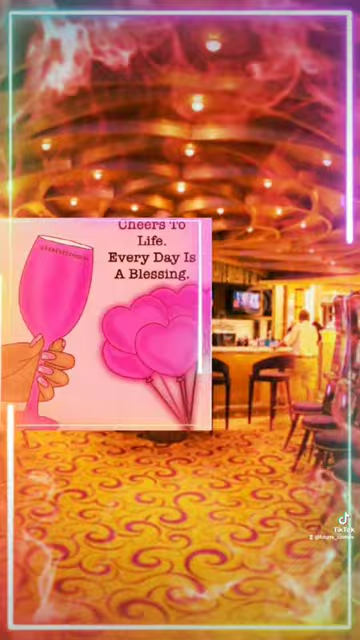 Cheers To
Life.
Every Day Is
A Blessing.
TikTok